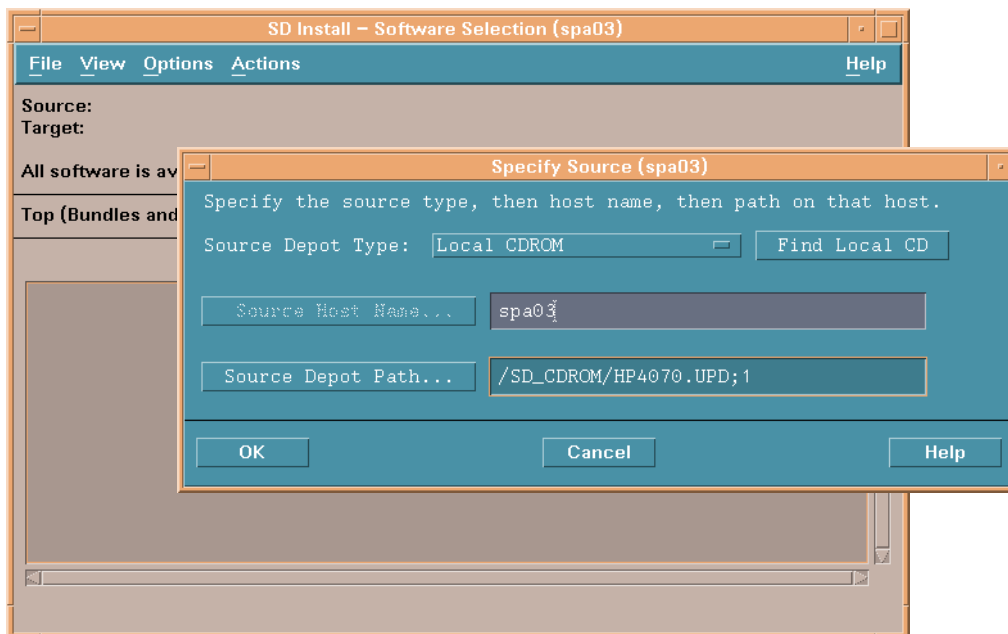 SD Install – Software Selection (spa03)
File View Options Actions Help
Source:
Target:
All software is av
Top (Bundles and
Specify Source (spa03)
Specify the source type, then host name, then path on that host.
Source Depot Type: Local CDROM Find Local CD
Source Host Name... spa03
Source Depot Path... /SD_CDROM/HP4070.UPD;1
OK Cancel Help